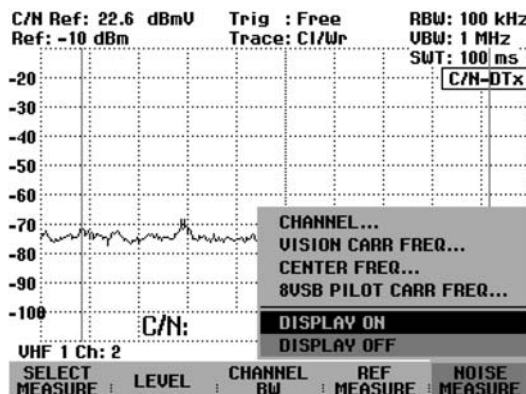 C/N Ref: 22.6 dBmV Trig : Free RBW: 100 kHz
Ref: -10 dBm Trace: Cl/Wr VBW: 1 MHz
SWT: 100 ms
C/N-DTx
-20
-30
-40
-50
-60
-70
-80
-90
-100
CHANNEL...
VISION CARR FREQ...
CENTER FREQ...
8VSB PILOT CARR FREQ...
DISPLAY ON
DISPLAY OFF
C/N:
VHF 1 Ch: 2
SELECT MEASURE LEVEL CHANNEL BW REF MEASURE NOISE MEASURE